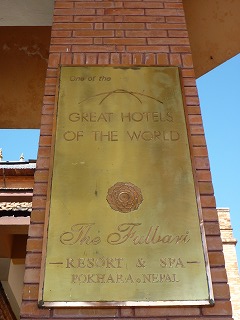 One of the
GREAT HOTELS
OF THE WORLD
The Fulbari
RESORT & SPA
POKHARA - NEPAL